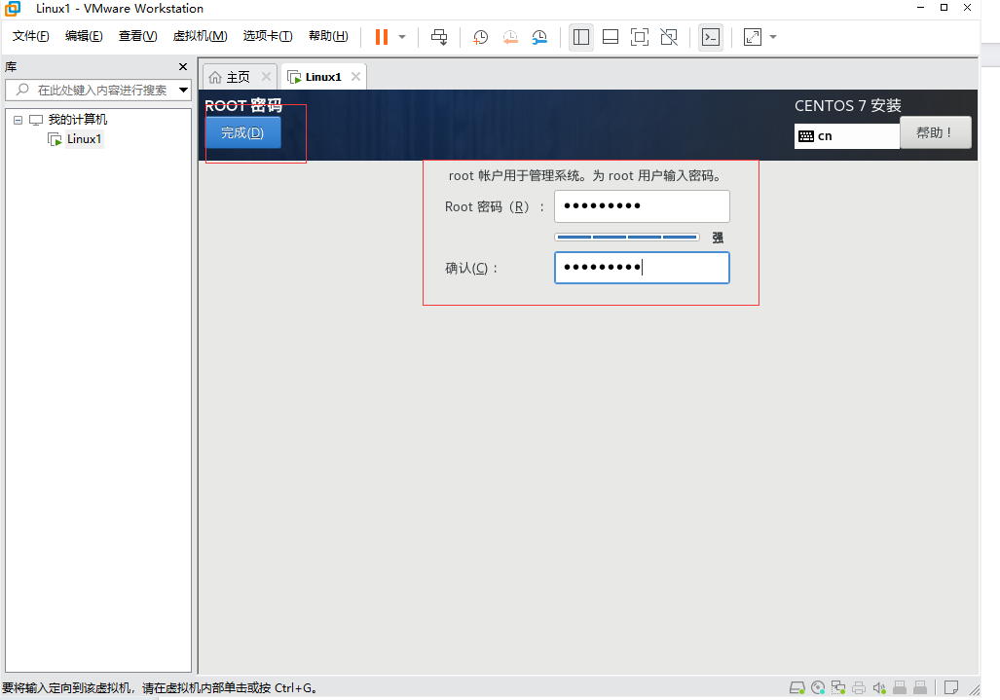 Linux1 - VMware Workstation
文件(F) 编辑(E) 查看(V) 虚拟机(M) 选项卡(T) 帮助(H)
库
在此处键入内容进行搜索
我的计算机
Linux1
主页 Linux1
ROOT 密码
完成(D)
CENTOS 7 安装
cn
帮助！
root 帐户用于管理系统。为 root 用户输入密码。
Root 密码（R）：
强
确认(C)：
要将输入定向到该虚拟机，请在虚拟机内部单击或按 Ctrl+G。